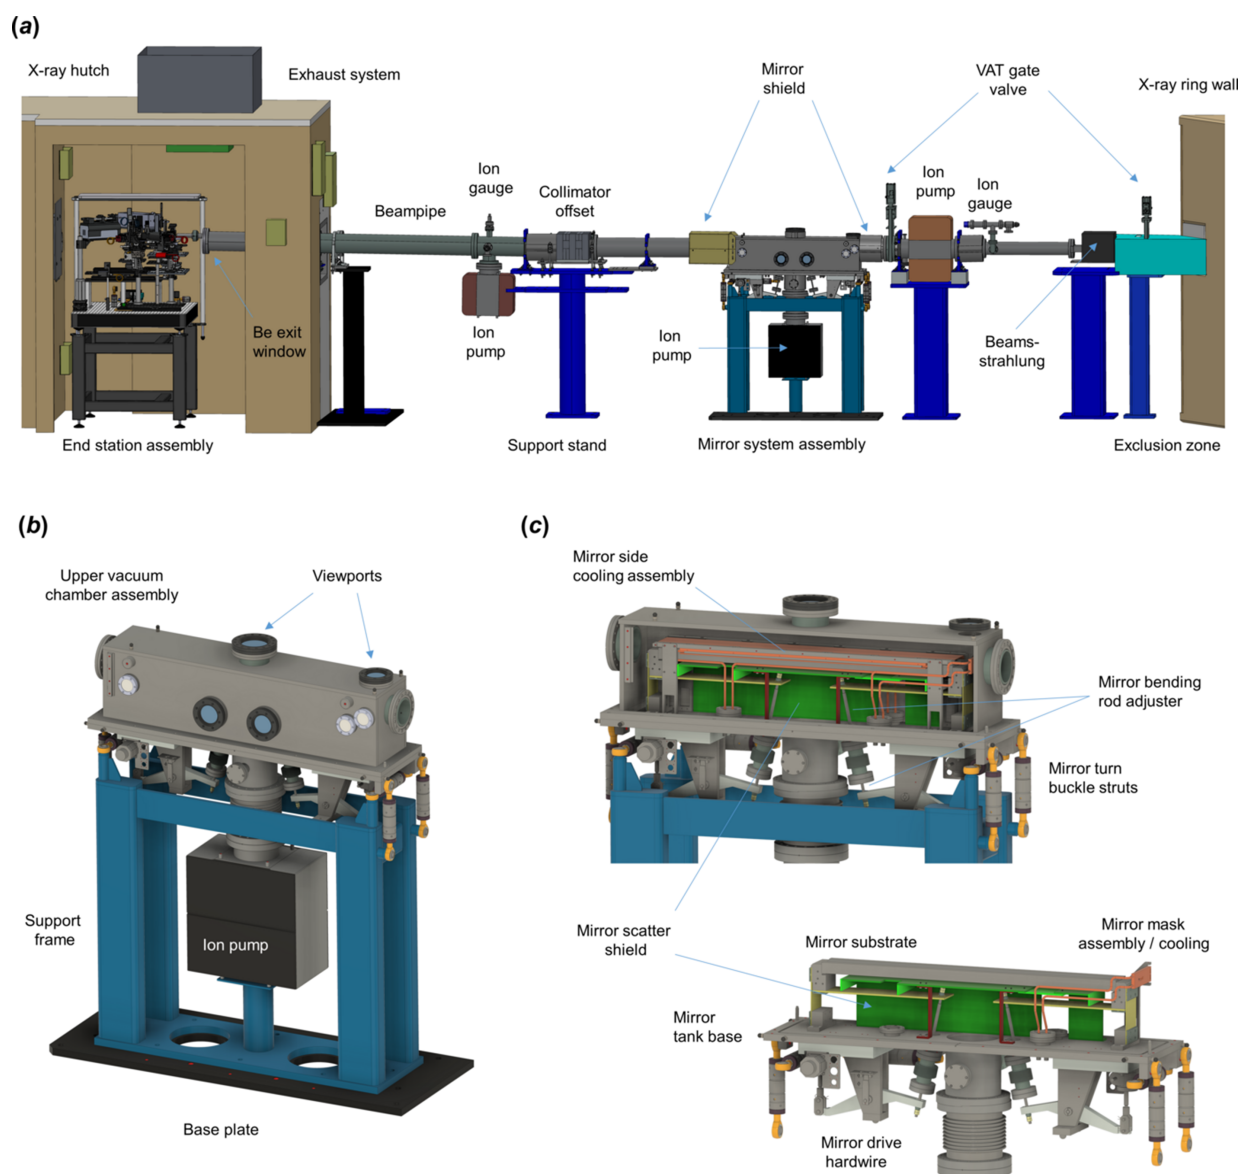 (a)
X-ray hutch
Exhaust system
Mirror
shield
VAT gate
valve
X-ray ring wall
Ion
gauge
Collimator
offset
Beampipe
Ion
pump
Ion
gauge
Be exit
window
Ion
pump
Ion
pump
Beams-
strahlung
End station assembly
Support stand
Mirror system assembly
Exclusion zone
(b)
Upper vacuum
chamber assembly
Viewports
Support
frame
Ion pump
Base plate
(c)
Mirror side
cooling assembly
Mirror bending
rod adjuster
Mirror turn
buckle struts
Mirror scatter
shield
Mirror substrate
Mirror mask
assembly / cooling
Mirror
tank base
Mirror drive
hardwire